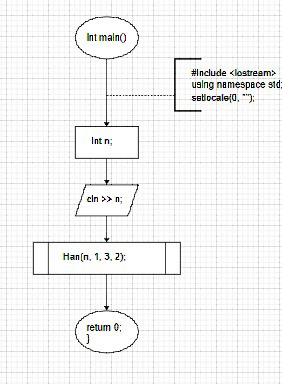 int main()
#include <iostream>
using namespace std;
setlocale(0, "");
int n;
cin >> n;
Han(n, 1, 3, 2);
return 0;
}